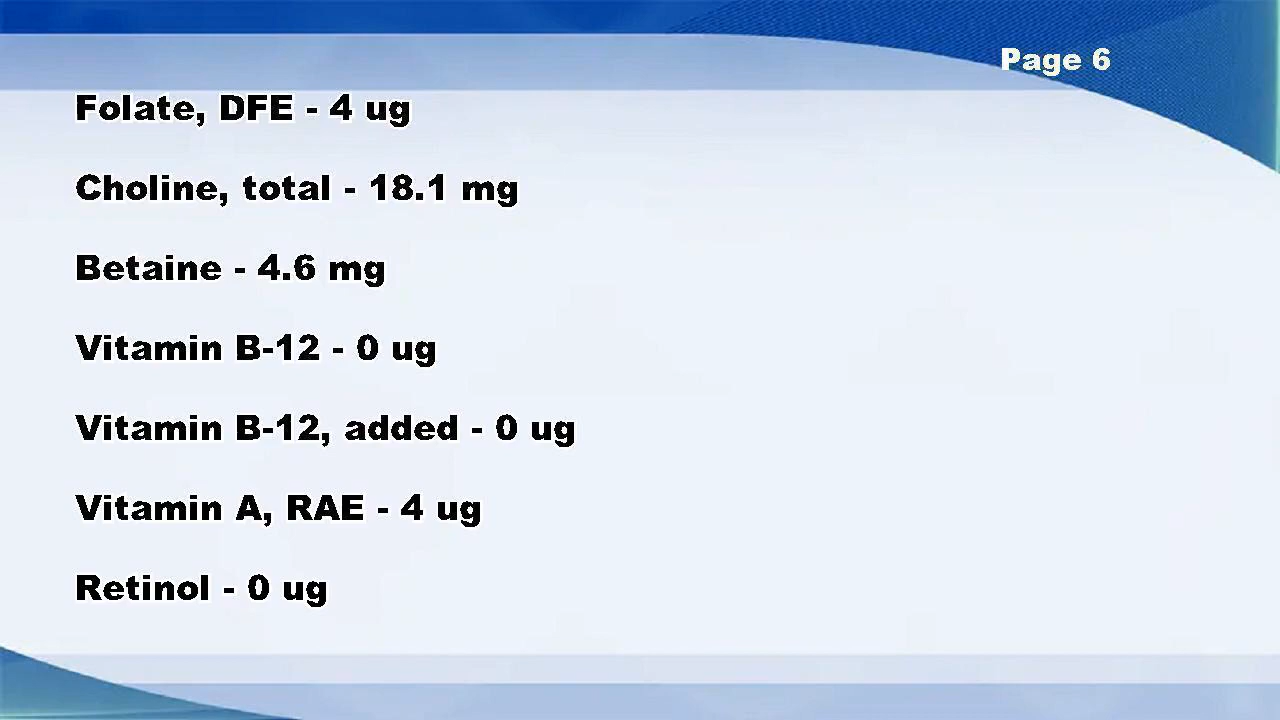 Page 6
Folate, DFE - 4 ug
Choline, total - 18.1 mg
Betaine - 4.6 mg
Vitamin B-12 - 0 ug
Vitamin B-12, added - 0 ug
Vitamin A, RAE - 4 ug
Retinol - 0 ug